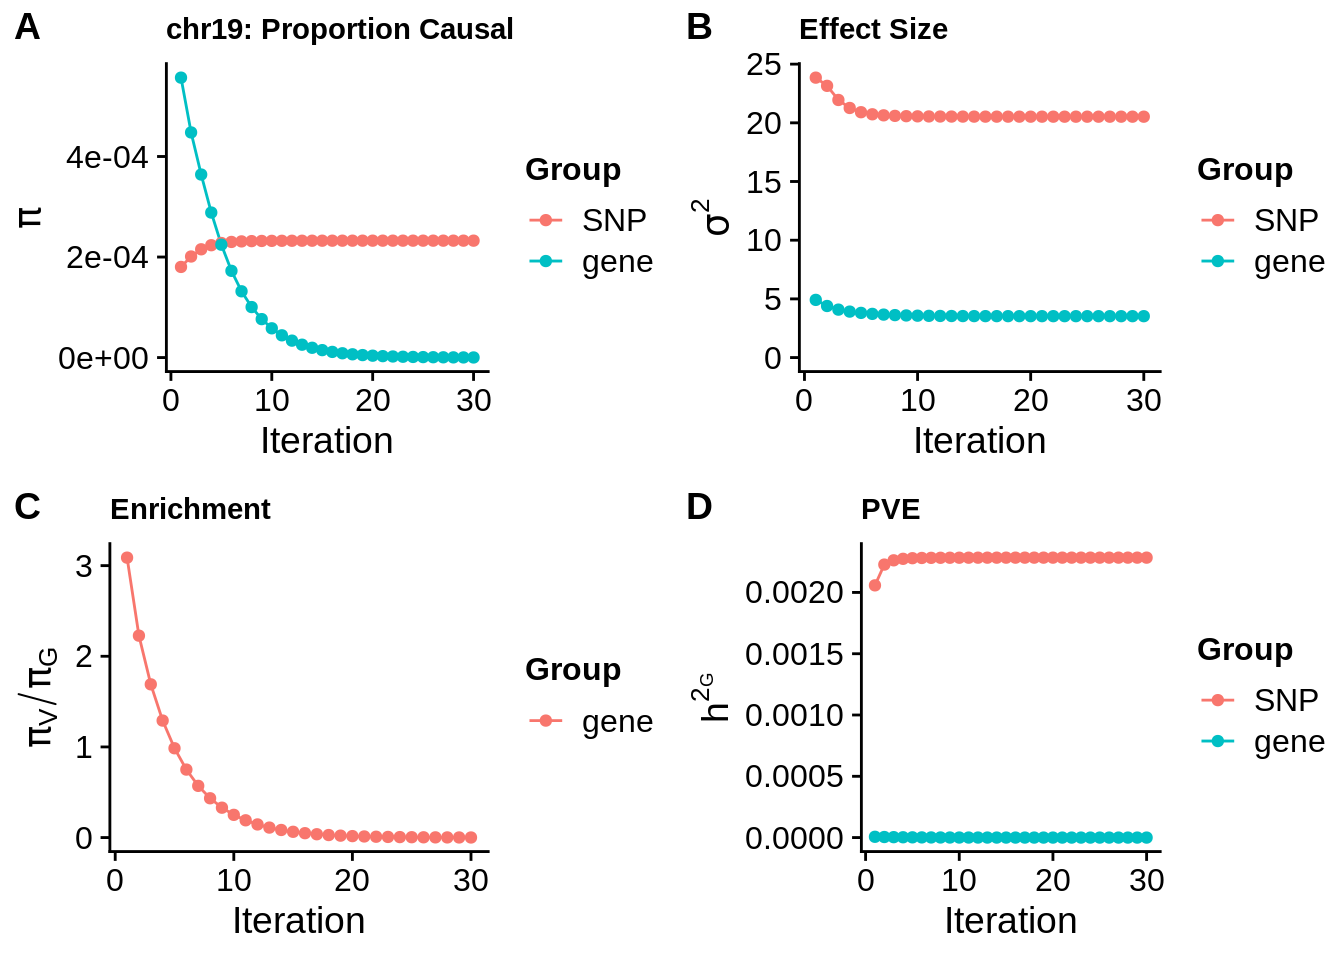 A
chr19: Proportion Causal
4e-04
2e-04
0e+00
π
0 10 20 30
Iteration
Group
SNP
gene
B
Effect Size
25
20
15
10
5
0
σ²
0 10 20 30
Iteration
Group
SNP
gene
C
Enrichment
3
2
1
0
πV/πG
0 10 20 30
Iteration
Group
gene
D
PVE
0.0020
0.0015
0.0010
0.0005
0.0000
h2G
0 10 20 30
Iteration
Group
SNP
gene